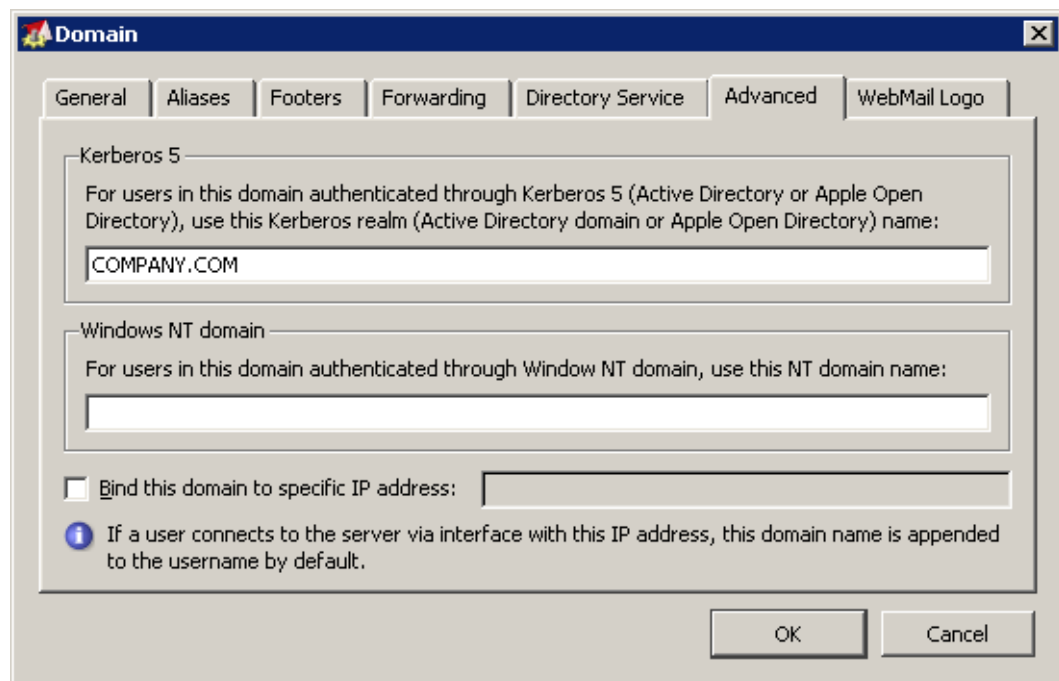 Domain
General Aliases Footers Forwarding Directory Service Advanced WebMail Logo
Kerberos 5
For users in this domain authenticated through Kerberos 5 (Active Directory or Apple Open
Directory), use this Kerberos realm (Active Directory domain or Apple Open Directory) name:
COMPANY.COM
Windows NT domain
For users in this domain authenticated through Window NT domain, use this NT domain name:
Bind this domain to specific IP address:
If a user connects to the server via interface with this IP address, this domain name is appended
to the username by default.
OK Cancel